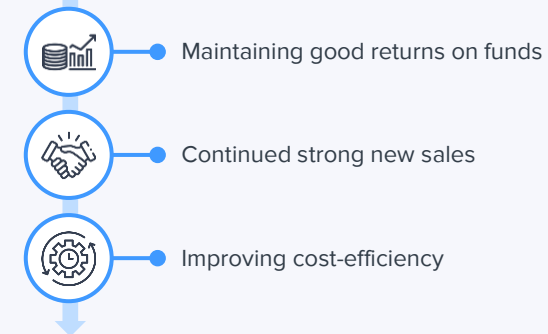 Maintaining good returns on funds
Continued strong new sales
Improving cost-efficiency